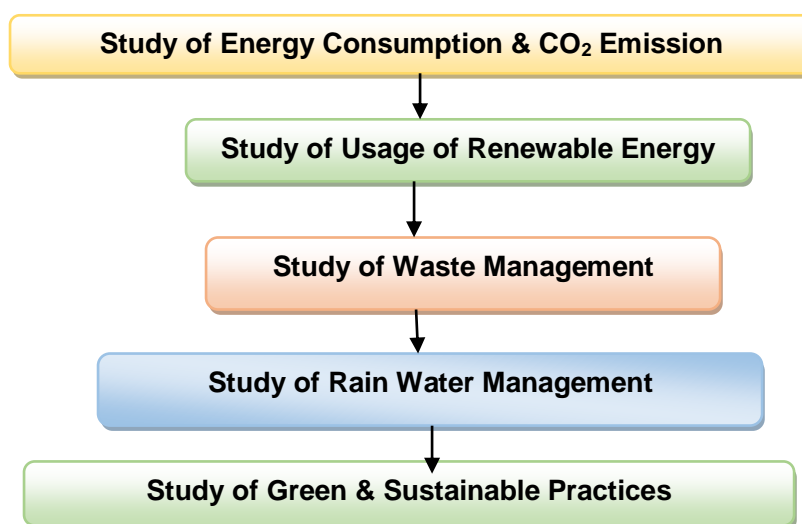 Study of Energy Consumption & CO₂ Emission
Study of Usage of Renewable Energy
Study of Waste Management
Study of Rain Water Management
Study of Green & Sustainable Practices